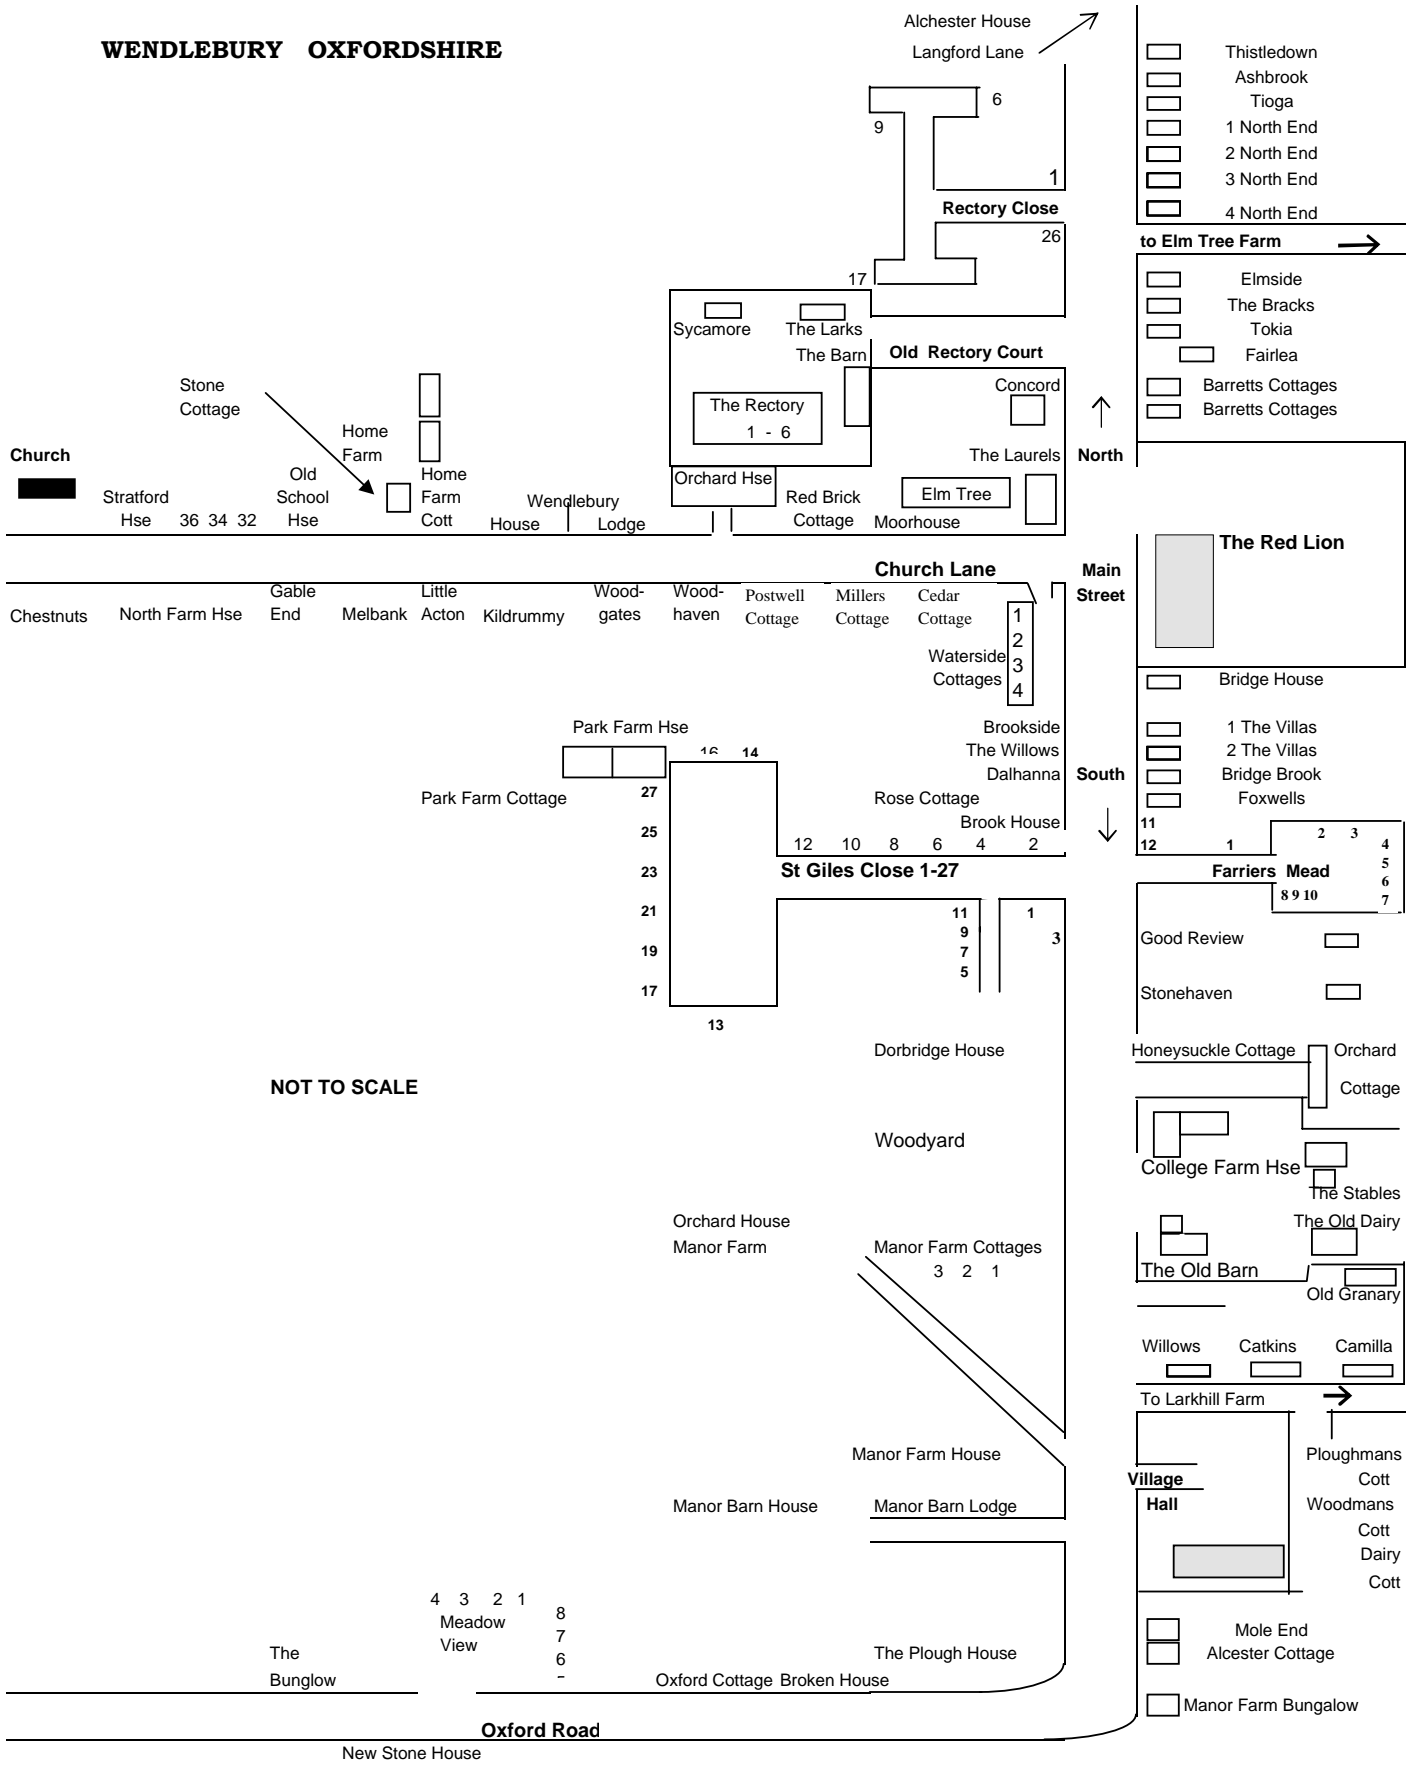 WENDLEBURY OXFORDSHIRE
Alchester House
Langford Lane
6
9
1
Rectory Close
26
17
Thistledown
Ashbrook
Tioga
1 North End
2 North End
3 North End
4 North End
to Elm Tree Farm
Elmside
The Bracks
Tokia
Fairlea
Barretts Cottages
Barretts Cottages
Sycamore
The Larks
The Barn
Old Rectory Court
The Rectory
1 - 6
Concord
The Laurels
North
Stone
Cottage
Home
Farm
Church
Stratford
Hse
36 34 32
Old
School
Hse
Home
Farm
Cott
Wendlebury
House
Lodge
Orchard Hse
Red Brick
Cottage
Elm Tree
Moorhouse
The Red Lion
Church Lane
Main
Street
Chestnuts
North Farm Hse
Gable
End
Melbank
Little
Acton
Kildrummy
Wood-
gates
Wood-
haven
Postwell
Cottage
Millers
Cottage
Cedar
Cottage
1
2
3
4
Waterside
Cottages
Bridge House
1 The Villas
2 The Villas
Bridge Brook
Foxwells
Brookside
The Willows
Dalhanna
South
Rose Cottage
Brook House
Park Farm Hse
Park Farm Cottage
16
14
27
25
23
21
19
17
13
12 10 8 6 4 2
St Giles Close 1-27
11
9
7
5
1
3
11
12
1
2 3
4
5
6
7
Farriers Mead
8 9 10
Good Review
Stonehaven
Honeysuckle Cottage
Orchard
Cottage
Dorbridge House
NOT TO SCALE
Woodyard
College Farm Hse
The Stables
The Old Dairy
The Old Barn
Old Granary
Orchard House
Manor Farm
Manor Farm Cottages
3 2 1
Willows
Catkins
Camilla
To Larkhill Farm
Manor Farm House
Manor Barn House
Manor Barn Lodge
Village
Hall
Ploughmans
Cott
Woodmans
Cott
Dairy
Cott
4 3 2 1
Meadow
View
8
7
6
The
Bunglow
Oxford Cottage
Broken House
The Plough House
Mole End
Alcester Cottage
Manor Farm Bungalow
Oxford Road
New Stone House